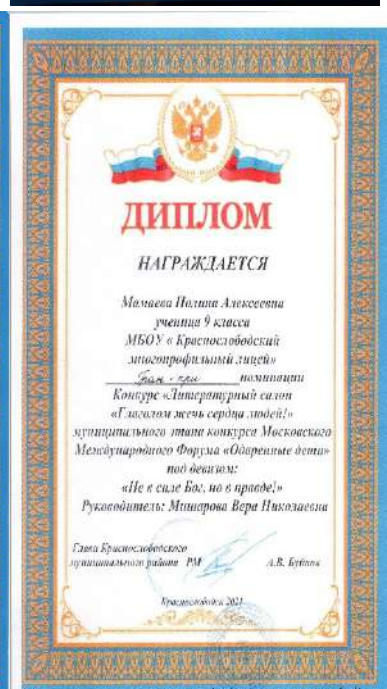 ДИПЛОМ
НАГРАЖДАЕТСЯ
Мамаева Полина Алексеевна
ученица 9 класса
МБОУ « Краснослободский
многопрофильный лицей»
Гран - при номинации
Конкурс «Литературный салон
«Глаголом жечь сердца людей!»
муниципального этапа конкурса Московского
Международного Форума «Одаренные дети»
под девизом:
«Не в силе Бог, но в правде!»
Руководитель: Вера Николаевна
Глава Краснослободского
муниципального района РМ А.В.
Краснослободск 2021